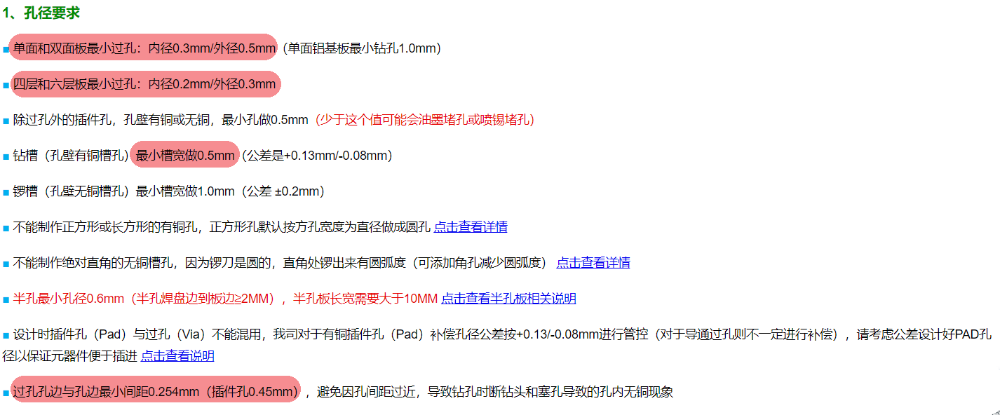 1、孔径要求
■ 单面和双面板最小过孔：内径0.3mm/外径0.5mm（单面铝基板最小钻孔1.0mm）
■ 四层和六层板最小过孔：内径0.2mm/外径0.3mm
■ 除过孔外的插件孔，孔壁有铜或无铜，最小孔做0.5mm（少于这个值可能会油墨堵孔或喷锡堵孔）
■ 钻槽（孔壁有铜槽孔）最小槽宽做0.5mm（公差是+0.13mm/-0.08mm）
■ 锣槽（孔壁无铜槽孔）最小槽宽做1.0mm（公差 ±0.2mm）
■ 不能制作正方形或长方形的有铜孔，正方形孔默认按方孔宽度为直径做成圆孔 点击查看详情
■ 不能制作绝对直角的无铜槽孔，因为锣刀是圆的，直角处锣出来有圆弧度（可添加角孔减少圆弧度） 点击查看详情
■ 半孔最小孔径0.6mm（半孔焊盘边到板边≧2MM），半孔板长宽需要大于10MM 点击查看半孔板相关说明
■ 设计时插件孔（Pad）与过孔（Via）不能混用，我司对于有铜插件孔（Pad）补偿孔径公差按+0.13/-0.08mm进行管控（对于导通过孔则不一定进行补偿），请考虑公差设计好PAD孔
径以保证元器件便于插进 点击查看说明
■ 过孔孔边与孔边最小间距0.254mm（插件孔0.45mm），避免因孔间距过近，导致钻孔时断钻头和塞孔导致的孔内无铜现象